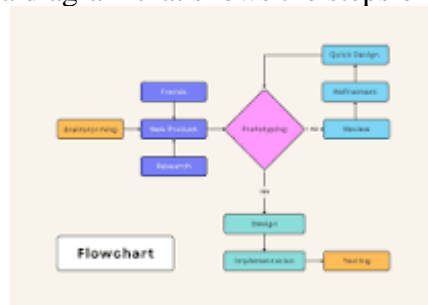 Quick Design
Trends
Refinement
Brainstorming
New Product
Prototyping
Review
Research
Design
Flowchart
Implementation
Testing